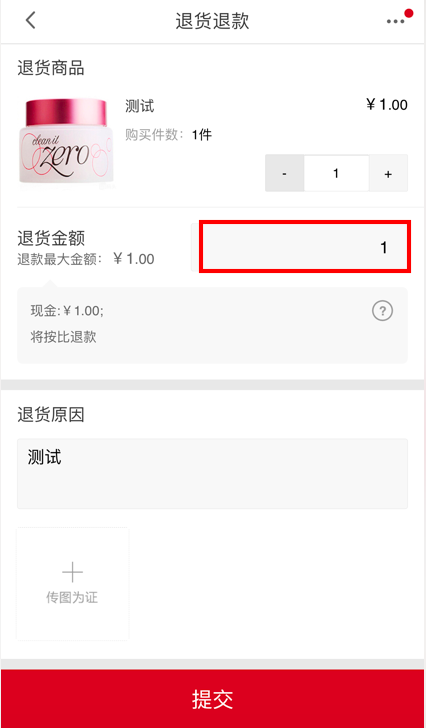 退货退款
退货商品
测试
￥1.00
购买件数：1件
clean it
zero
- 1 +
退货金额
1
退款最大金额：￥1.00
现金:￥1.00;
?
将按比退款
退货原因
测试
传图为证
提交